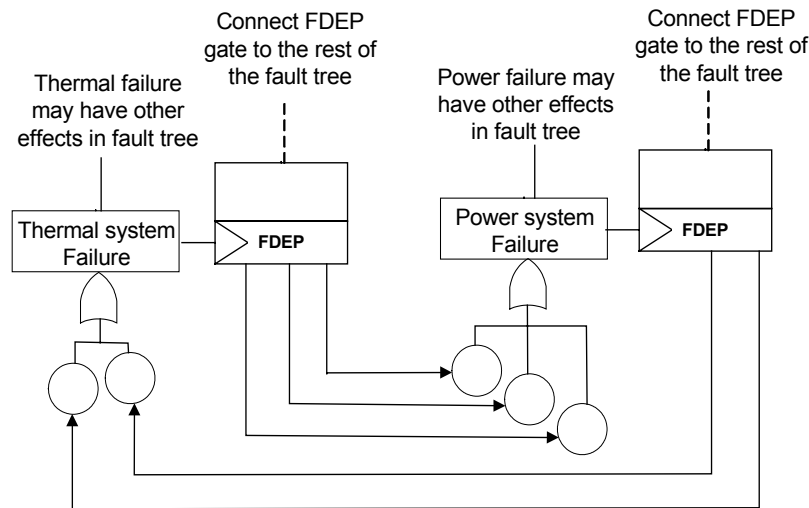 Connect FDEP
gate to the rest of
the fault tree
Connect FDEP
gate to the rest of
the fault tree
Thermal failure
may have other
effects in fault tree
Power failure may
have other effects
in fault tree
Thermal system
Failure
FDEP
Power system
Failure
FDEP